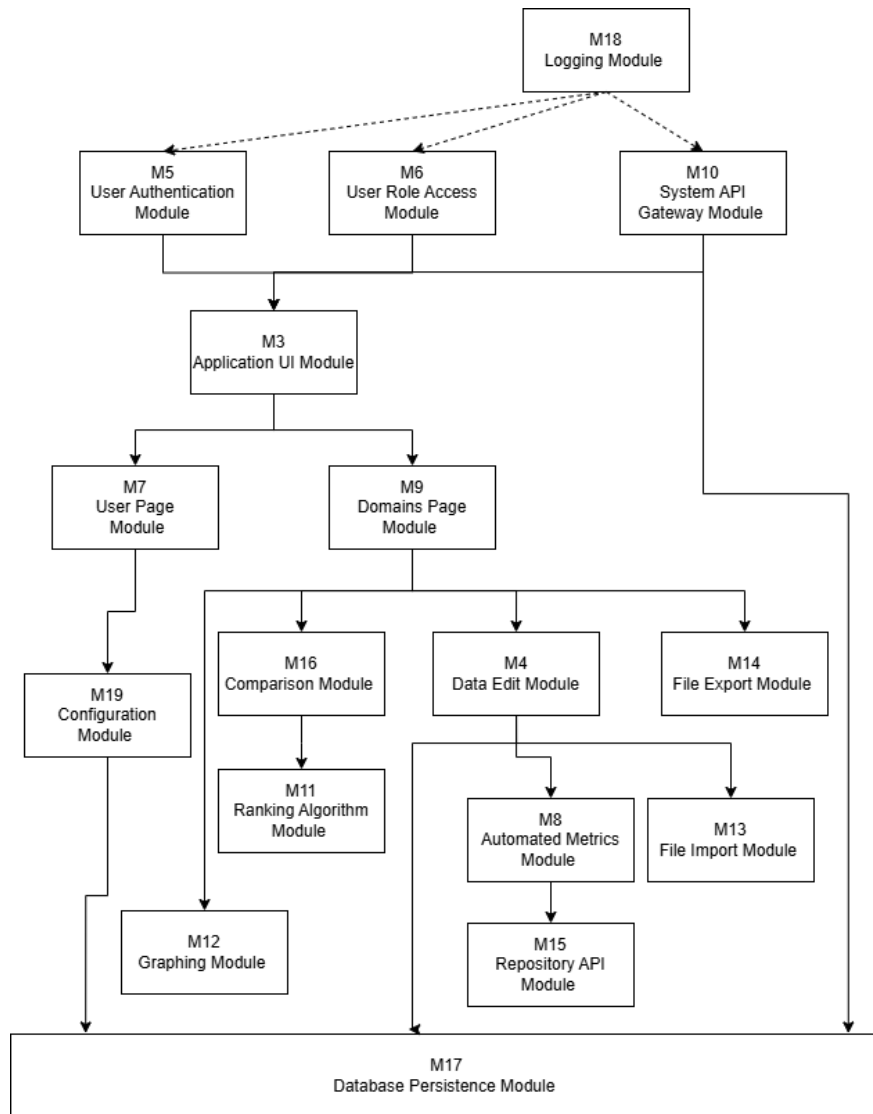 M18
Logging Module
M5
User Authentication
Module
M6
User Role Access
Module
M10
System API
Gateway Module
M3
Application UI Module
M7
User Page
Module
M9
Domains Page
Module
M16
Comparison Module
M4
Data Edit Module
M14
File Export Module
M19
Configuration
Module
M11
Ranking Algorithm
Module
M8
Automated Metrics
Module
M13
File Import Module
M12
Graphing Module
M15
Repository API
Module
M17
Database Persistence Module